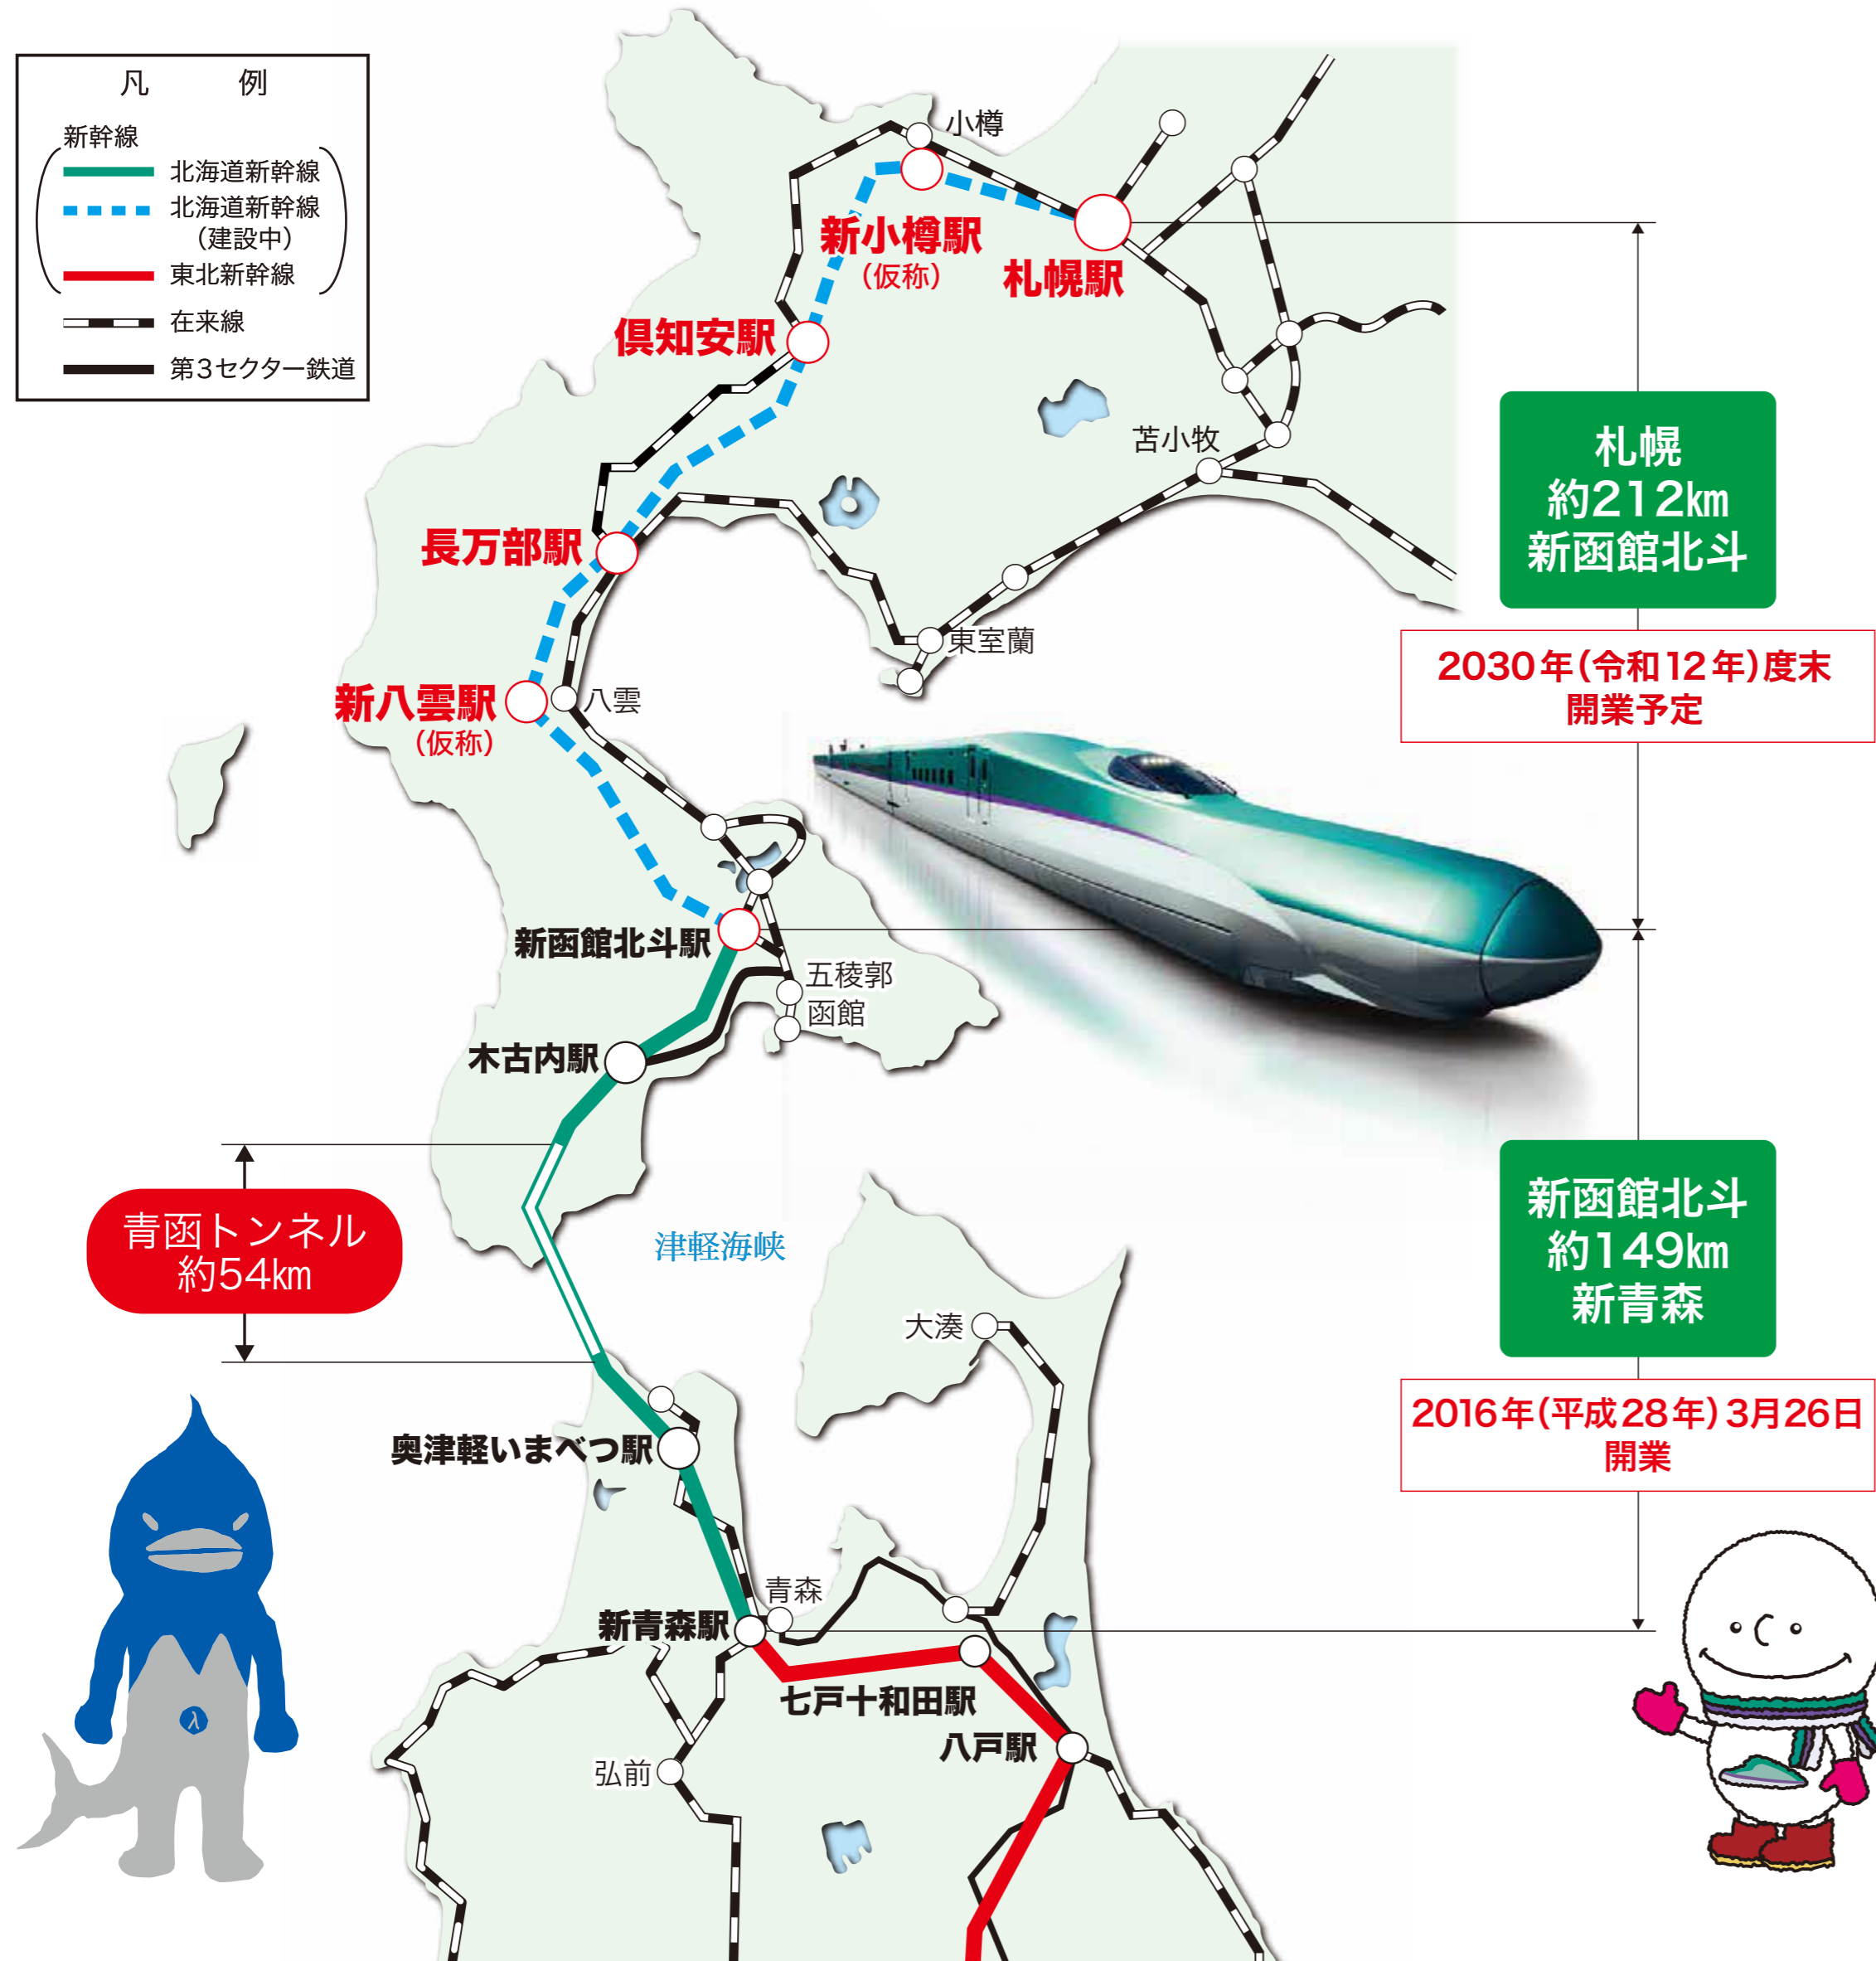 凡 例
新幹線
北海道新幹線
北海道新幹線
（建設中）
東北新幹線
在来線
第3セクター鉄道
小樽
新小樽駅
（仮称）
札幌駅
倶知安駅
苫小牧
長万部駅
東室蘭
新八雲駅
（仮称）
八雲
札幌
約212㎞
新函館北斗
2030年（令和12年）度末
開業予定
新函館北斗駅
五稜郭
函館
木古内駅
青函トンネル
約54㎞
津軽海峡
新函館北斗
約149㎞
新青森
2016年（平成28年）3月26日
開業
大湊
奥津軽いまべつ駅
青森
新青森駅
七戸十和田駅
八戸駅
弘前
λ